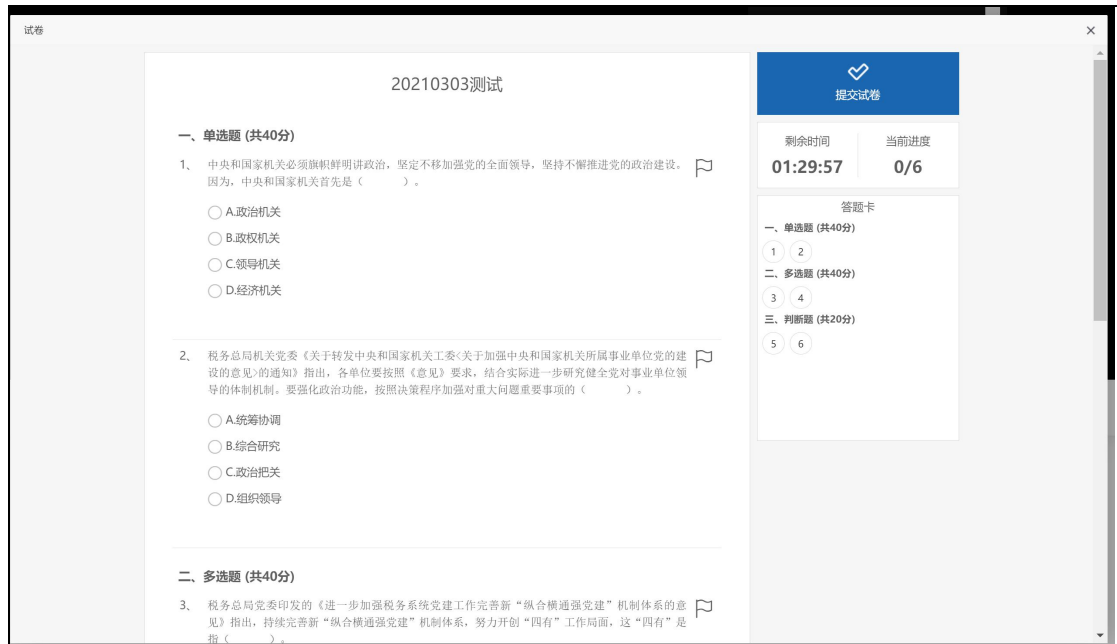 试卷
20210303测试
一、单选题 (共40分)
1、 中央和国家机关必须旗帜鲜明讲政治，坚定不移加强党的全面领导，坚持不懈推进党的政治建设。
因为，中央和国家机关首先是（　　）。
A.政治机关
B.政权机关
C.领导机关
D.经济机关
2、 税务总局机关党委《关于转发中央和国家机关工委<关于加强中央和国家机关所属事业单位党的建
设的意见>的通知》指出，各单位要按照《意见》要求，结合实际进一步研究健全党对事业单位领
导的体制机制。要强化政治功能，按照决策程序加强对重大问题重要事项的（　　）。
A.统筹协调
B.综合研究
C.政治把关
D.组织领导
二、多选题 (共40分)
3、 税务总局党委印发的《进一步加强税务系统党建工作完善新“纵合横通强党建”机制体系的意
见》指出，持续完善新“纵合横通强党建”机制体系，努力开创“四有”工作局面，这“四有”是
指（　　）。
提交试卷
剩余时间 当前进度
01:29:57 0/6
答题卡
一、单选题 (共40分)
1 2
二、多选题 (共40分)
3 4
三、判断题 (共20分)
5 6